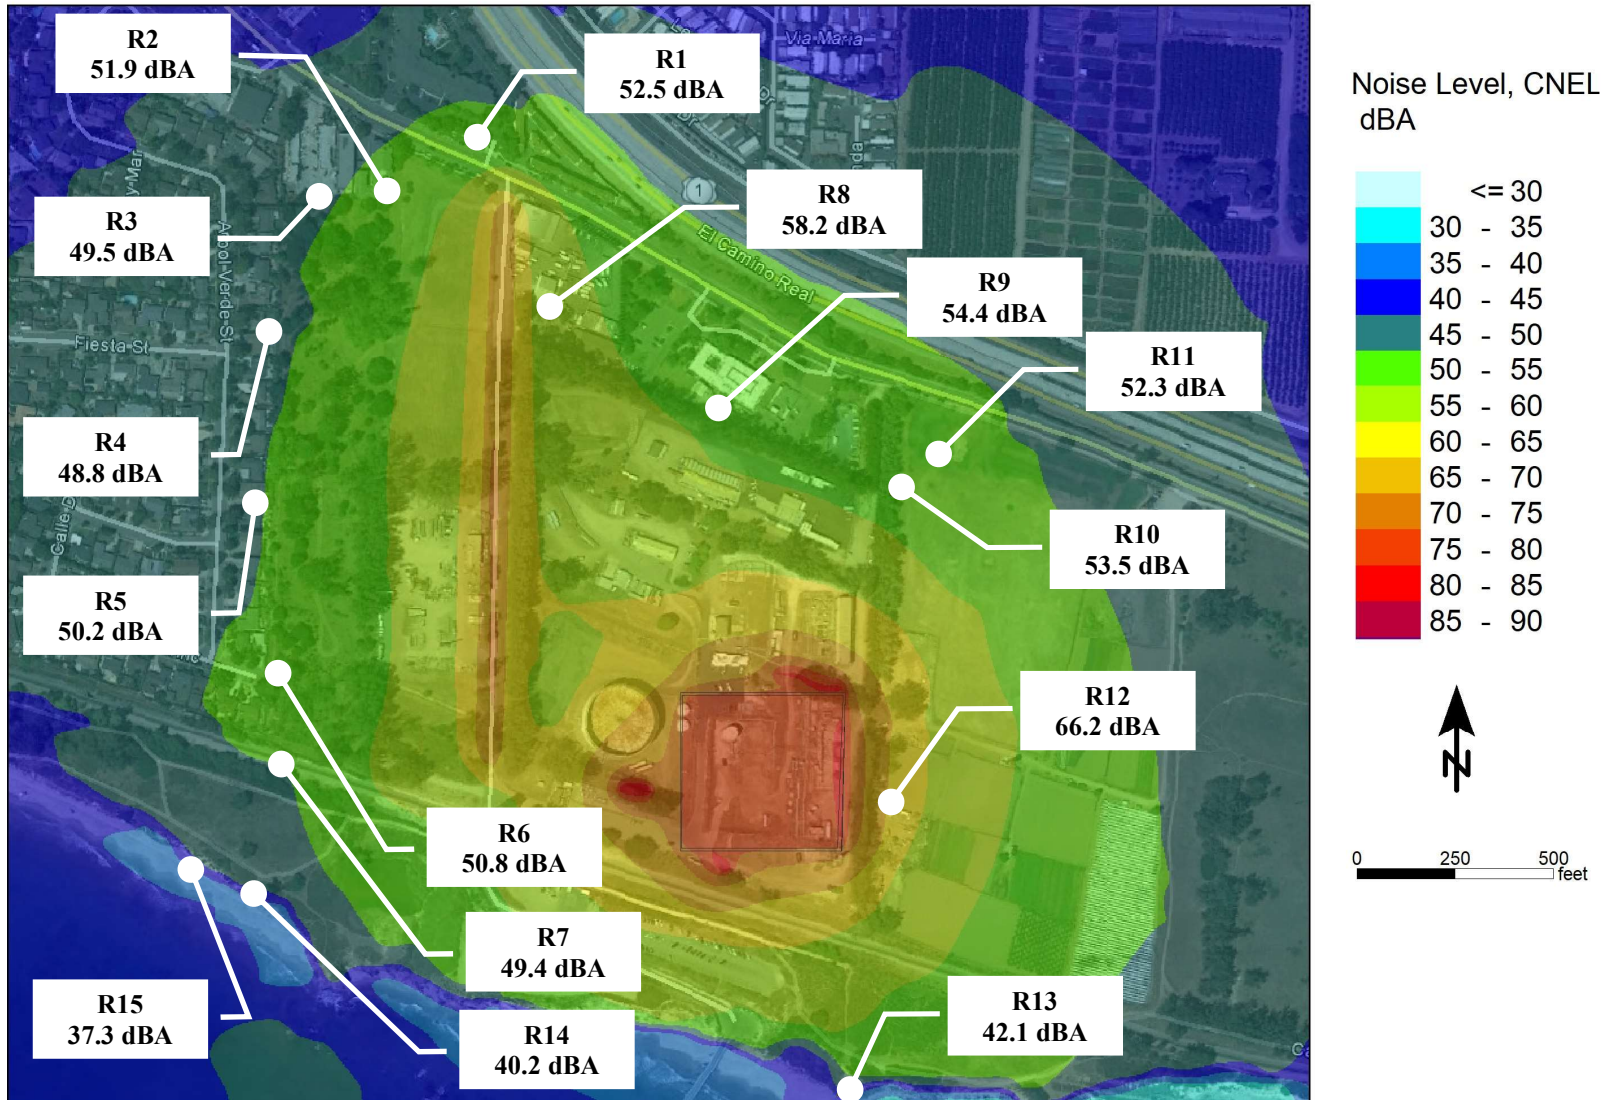 R2
51.9 dBA
R1
52.5 dBA
Via Maria
R3
49.5 dBA
R8
58.2 dBA
1
El Camino Real
R9
54.4 dBA
Fiesta St
R11
52.3 dBA
R4
48.8 dBA
R10
53.5 dBA
R5
50.2 dBA
R12
66.2 dBA
R6
50.8 dBA
R7
49.4 dBA
R15
37.3 dBA
R14
40.2 dBA
R13
42.1 dBA
Noise Level, CNEL
dBA
<= 30
30 - 35
35 - 40
40 - 45
45 - 50
50 - 55
55 - 60
60 - 65
65 - 70
70 - 75
75 - 80
80 - 85
85 - 90
N
0 250 500
feet